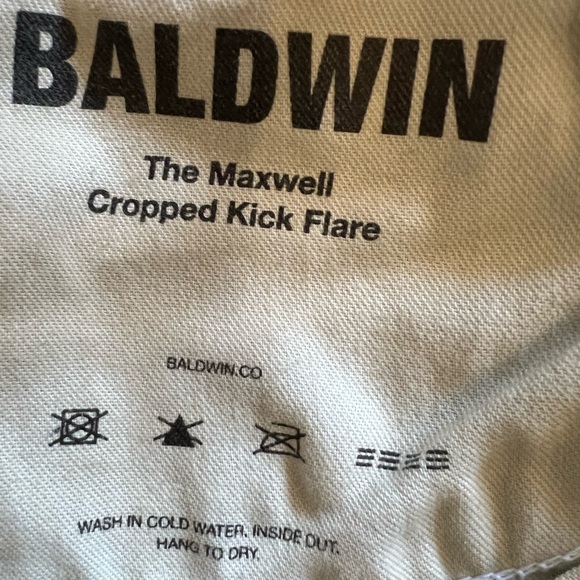 BALDWIN
The Maxwell
Cropped Kick Flare
BALDWIN.CO
WASH IN COLD WATER. INSIDE OUT.
HANG TO DRY.